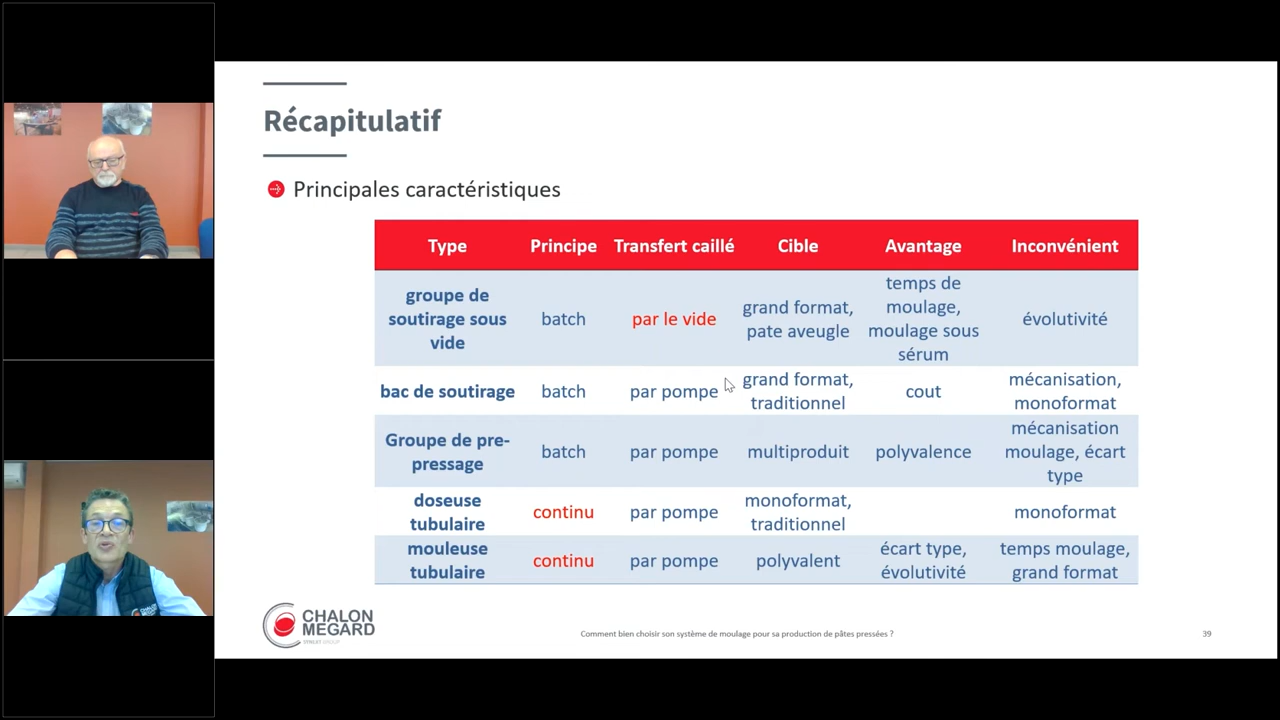 Récapitulatif
Principales caractéristiques
Type Principe Transfert caillé Cible Avantage Inconvénient
groupe de soutirage sous vide batch par le vide grand format, pate aveugle temps de moulage, moulage sous sérum évolutivité
bac de soutirage batch par pompe grand format, traditionnel cout mécanisation, monoformat
Groupe de pre-pressage batch par pompe multiproduit polyvalence mécanisation moulage, écart type
doseuse tubulaire continu par pompe monoformat, traditionnel monoformat
mouleuse tubulaire continu par pompe polyvalent écart type, évolutivité temps moulage, grand format
CHALON
MEGARD
Comment bien choisir son système de moulage pour sa production de pâtes pressées ?
39
CHALON
MEGARD